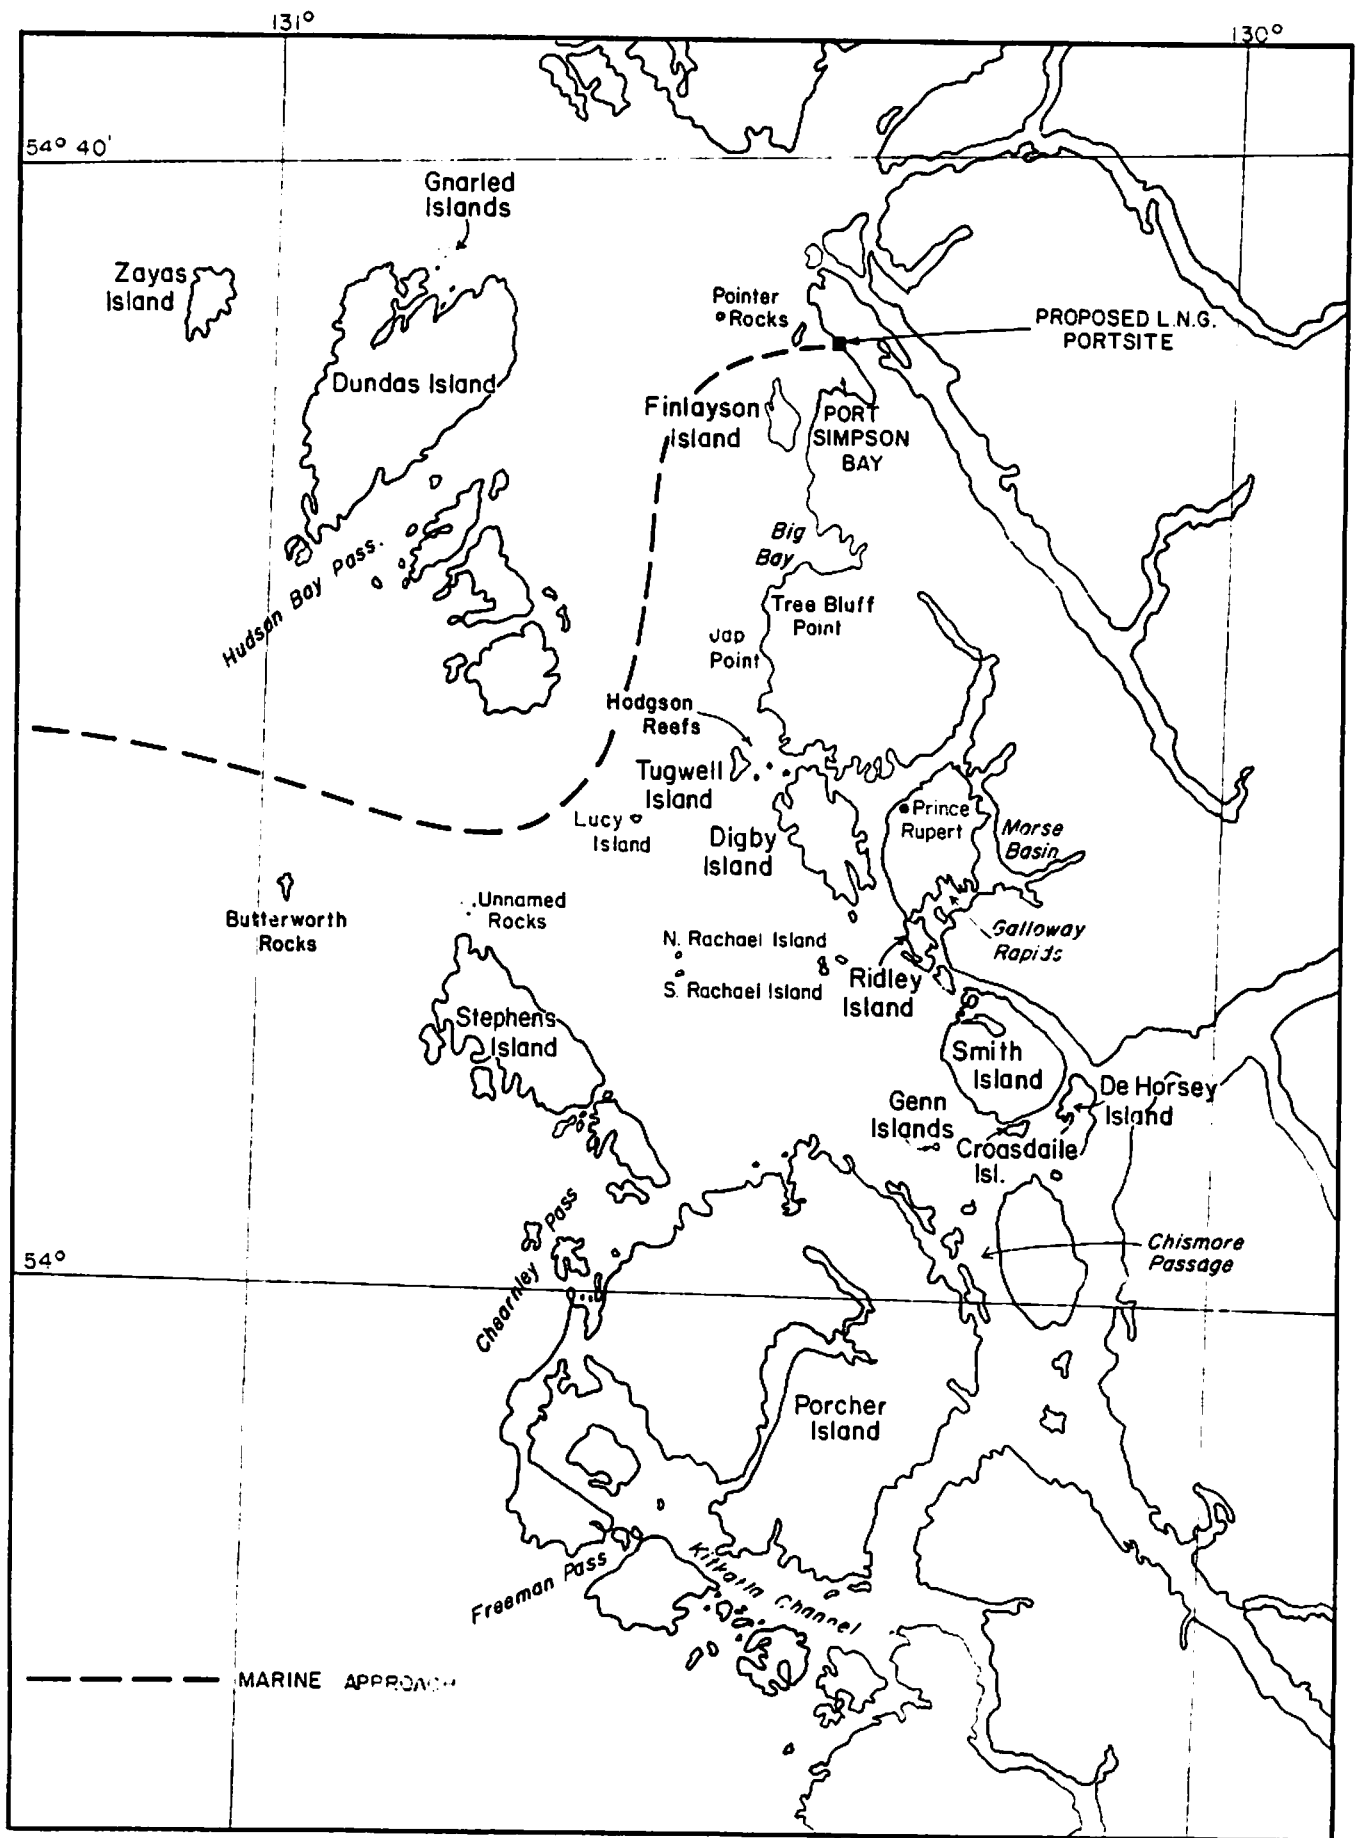 131°
130°
54° 40'
Gnarled
Islands
Zayas
Island
Pointer
Rocks
PROPOSED L.N.G.
PORTSITE
Dundas Island
Finlayson
Island
PORT
SIMPSON
BAY
Hudson Bay Pass.
Big
Bay
Tree Bluff
Point
Jap
Point
Hodgson
Reefs
Tugwell
Island
Lucy
Island
Digby
Island
Prince
Rupert
Morse
Basin
Butterworth
Rocks
Unnamed
Rocks
Galloway
Rapids
N. Rachael Island
S. Rachael Island
Ridley
Island
Stephens
Island
Smith
Island
De Horsey
Island
Genn
Islands
Croasdaile
Isl.
Chearnley Pass
Chismore
Passage
54°
Porcher
Island
Freeman Pass
Kitkatla Channel
MARINE APPROACH